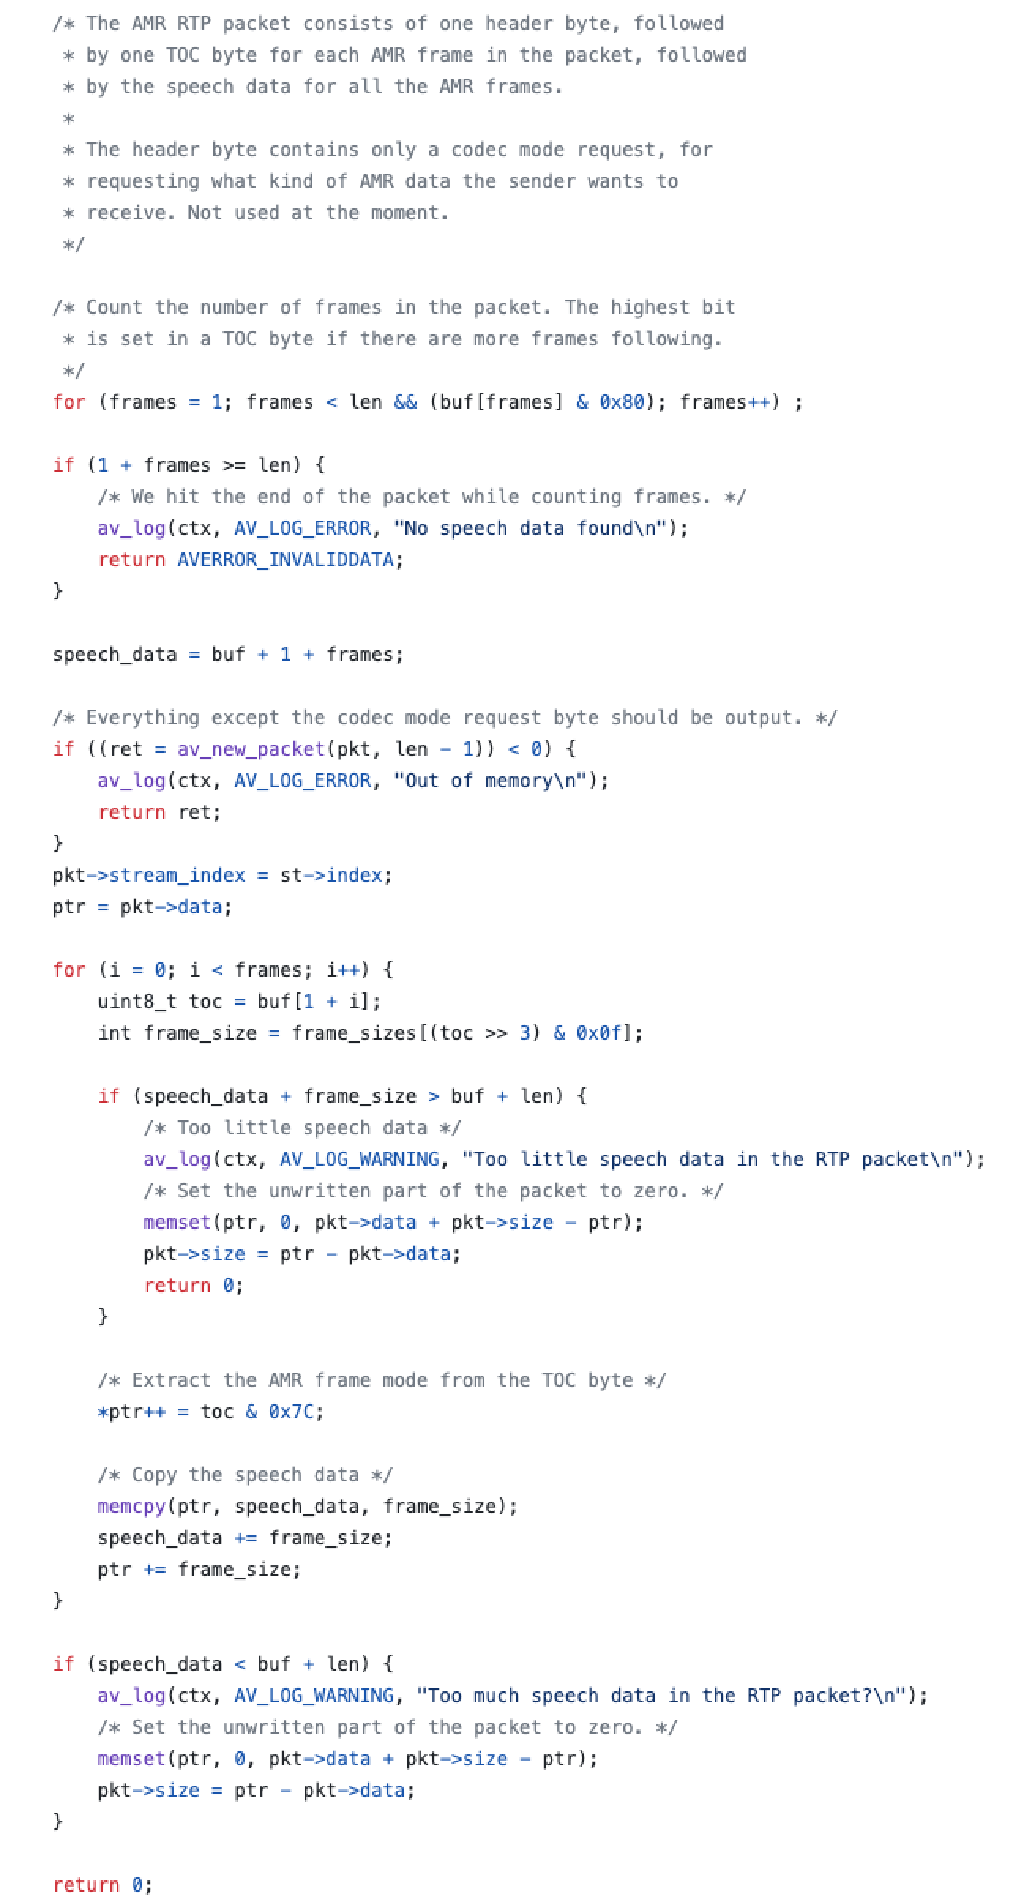 /* The AMR RTP packet consists of one header byte, followed
 * by one TOC byte for each AMR frame in the packet, followed
 * by the speech data for all the AMR frames.
 *
 * The header byte contains only a codec mode request, for
 * requesting what kind of AMR data the sender wants to
 * receive. Not used at the moment.
 */

/* Count the number of frames in the packet. The highest bit
 * is set in a TOC byte if there are more frames following.
 */
for (frames = 1; frames < len && (buf[frames] & 0x80); frames++) ;

if (1 + frames >= len) {
    /* We hit the end of the packet while counting frames. */
    av_log(ctx, AV_LOG_ERROR, "No speech data found\n");
    return AVERROR_INVALIDDATA;
}

speech_data = buf + 1 + frames;

/* Everything except the codec mode request byte should be output. */
if ((ret = av_new_packet(pkt, len - 1)) < 0) {
    av_log(ctx, AV_LOG_ERROR, "Out of memory\n");
    return ret;
}
pkt->stream_index = st->index;
ptr = pkt->data;

for (i = 0; i < frames; i++) {
    uint8_t toc = buf[1 + i];
    int frame_size = frame_sizes[(toc >> 3) & 0x0f];

    if (speech_data + frame_size > buf + len) {
        /* Too little speech data */
        av_log(ctx, AV_LOG_WARNING, "Too little speech data in the RTP packet\n");
        /* Set the unwritten part of the packet to zero. */
        memset(ptr, 0, pkt->data + pkt->size - ptr);
        pkt->size = ptr - pkt->data;
        return 0;
    }

    /* Extract the AMR frame mode from the TOC byte */
    *ptr++ = toc & 0x7C;

    /* Copy the speech data */
    memcpy(ptr, speech_data, frame_size);
    speech_data += frame_size;
    ptr += frame_size;
}

if (speech_data < buf + len) {
    av_log(ctx, AV_LOG_WARNING, "Too much speech data in the RTP packet?\n");
    /* Set the unwritten part of the packet to zero. */
    memset(ptr, 0, pkt->data + pkt->size - ptr);
    pkt->size = ptr - pkt->data;
}

return 0;